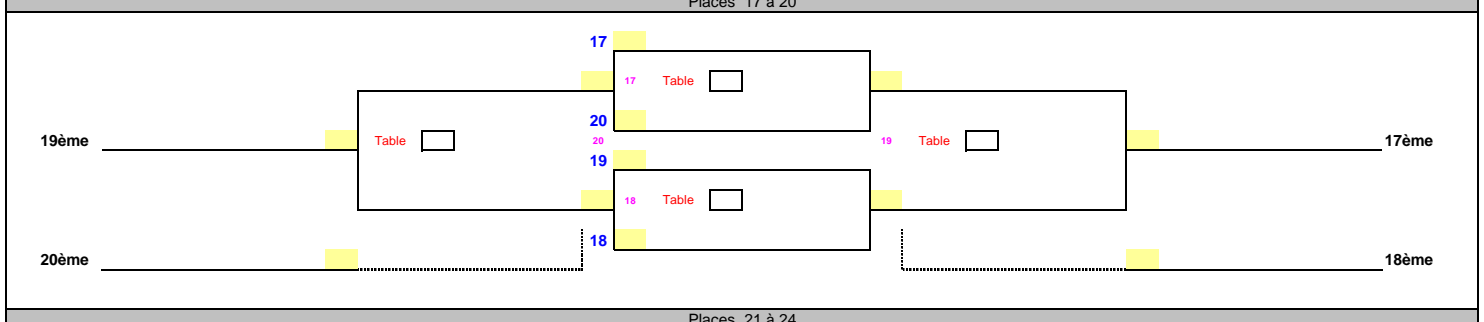 Places 17 à 20
17
17 Table
20
19ème Table 20 19 Table 17ème
19
18 Table
18
20ème 18ème
Places 21 à 24